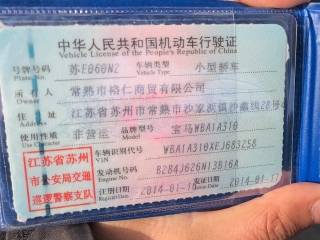 中华人民共和国机动车行驶证
Vehicle License of the People's Republic of China
号牌号码 苏E060N2 车辆类型 小型轿车
Plate No. Vehicle Type
所有人 常熟市裕仁商贸有限公司
Owner
住址 江苏省苏州市常熟市沙家浜镇 28号
Address
使用性质 非营运 品牌型号 宝马WBA1A310
Use Character Model
江苏省苏州
市公安局交通
巡逻警察支队
车辆识别代号 WBA1A310XEJ683258
VIN
发动机号码 B284J626N13B16A
Engine No.
注册日期 2014-01-10 发证日期 2014-01-17
Register Date Issue Date